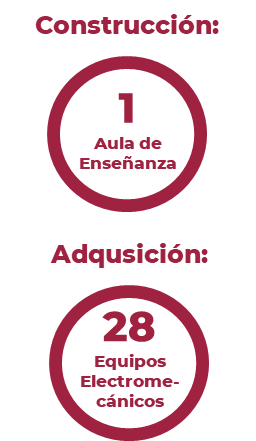 Construcción:
1
Aula de
Enseñanza
Adqusición:
28
Equipos
Electrome-
cánicos